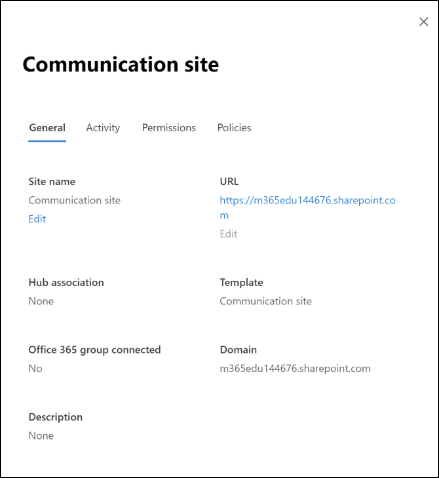 Communication site
General Activity Permissions Policies
Site name
Communication site
Edit
URL
https://m365edu144676.sharepoint.co
m
Edit
Hub association
None
Template
Communication site
Office 365 group connected
No
Domain
m365edu144676.sharepoint.com
Description
None